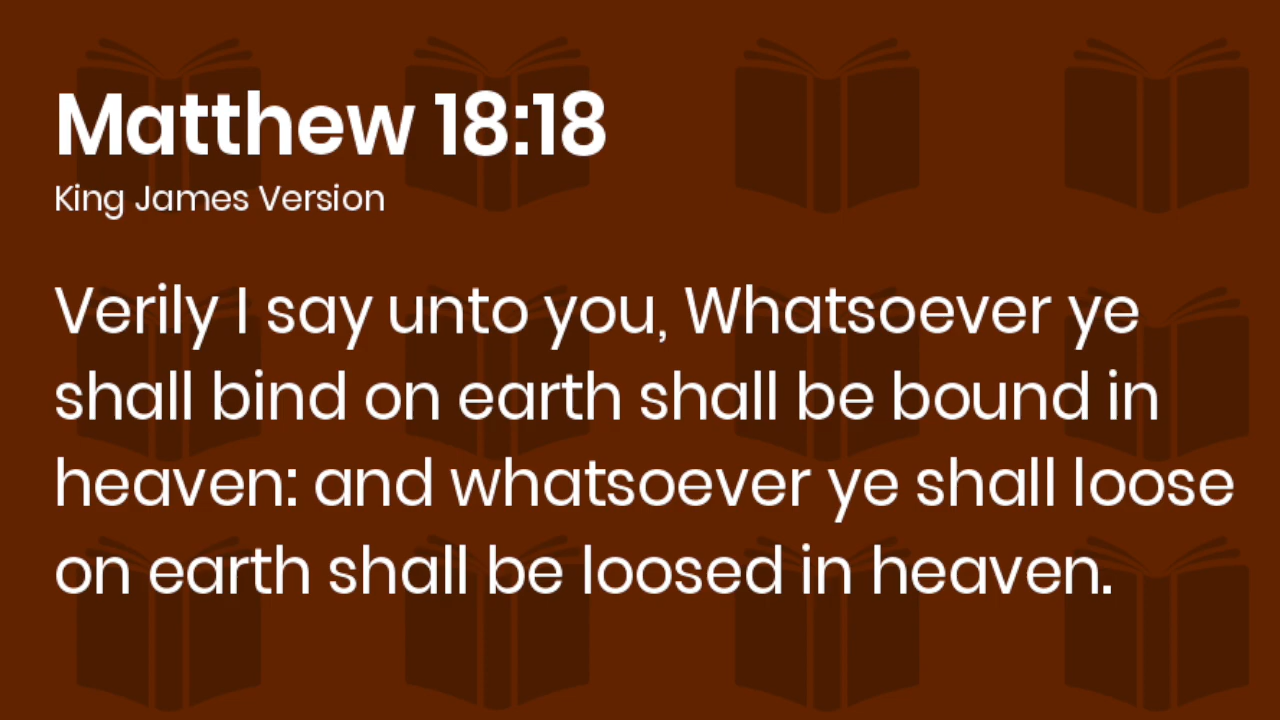 Matthew 18:18
King James Version
Verily I say unto you, Whatsoever ye
shall bind on earth shall be bound in
heaven: and whatsoever ye shall loose
on earth shall be loosed in heaven.